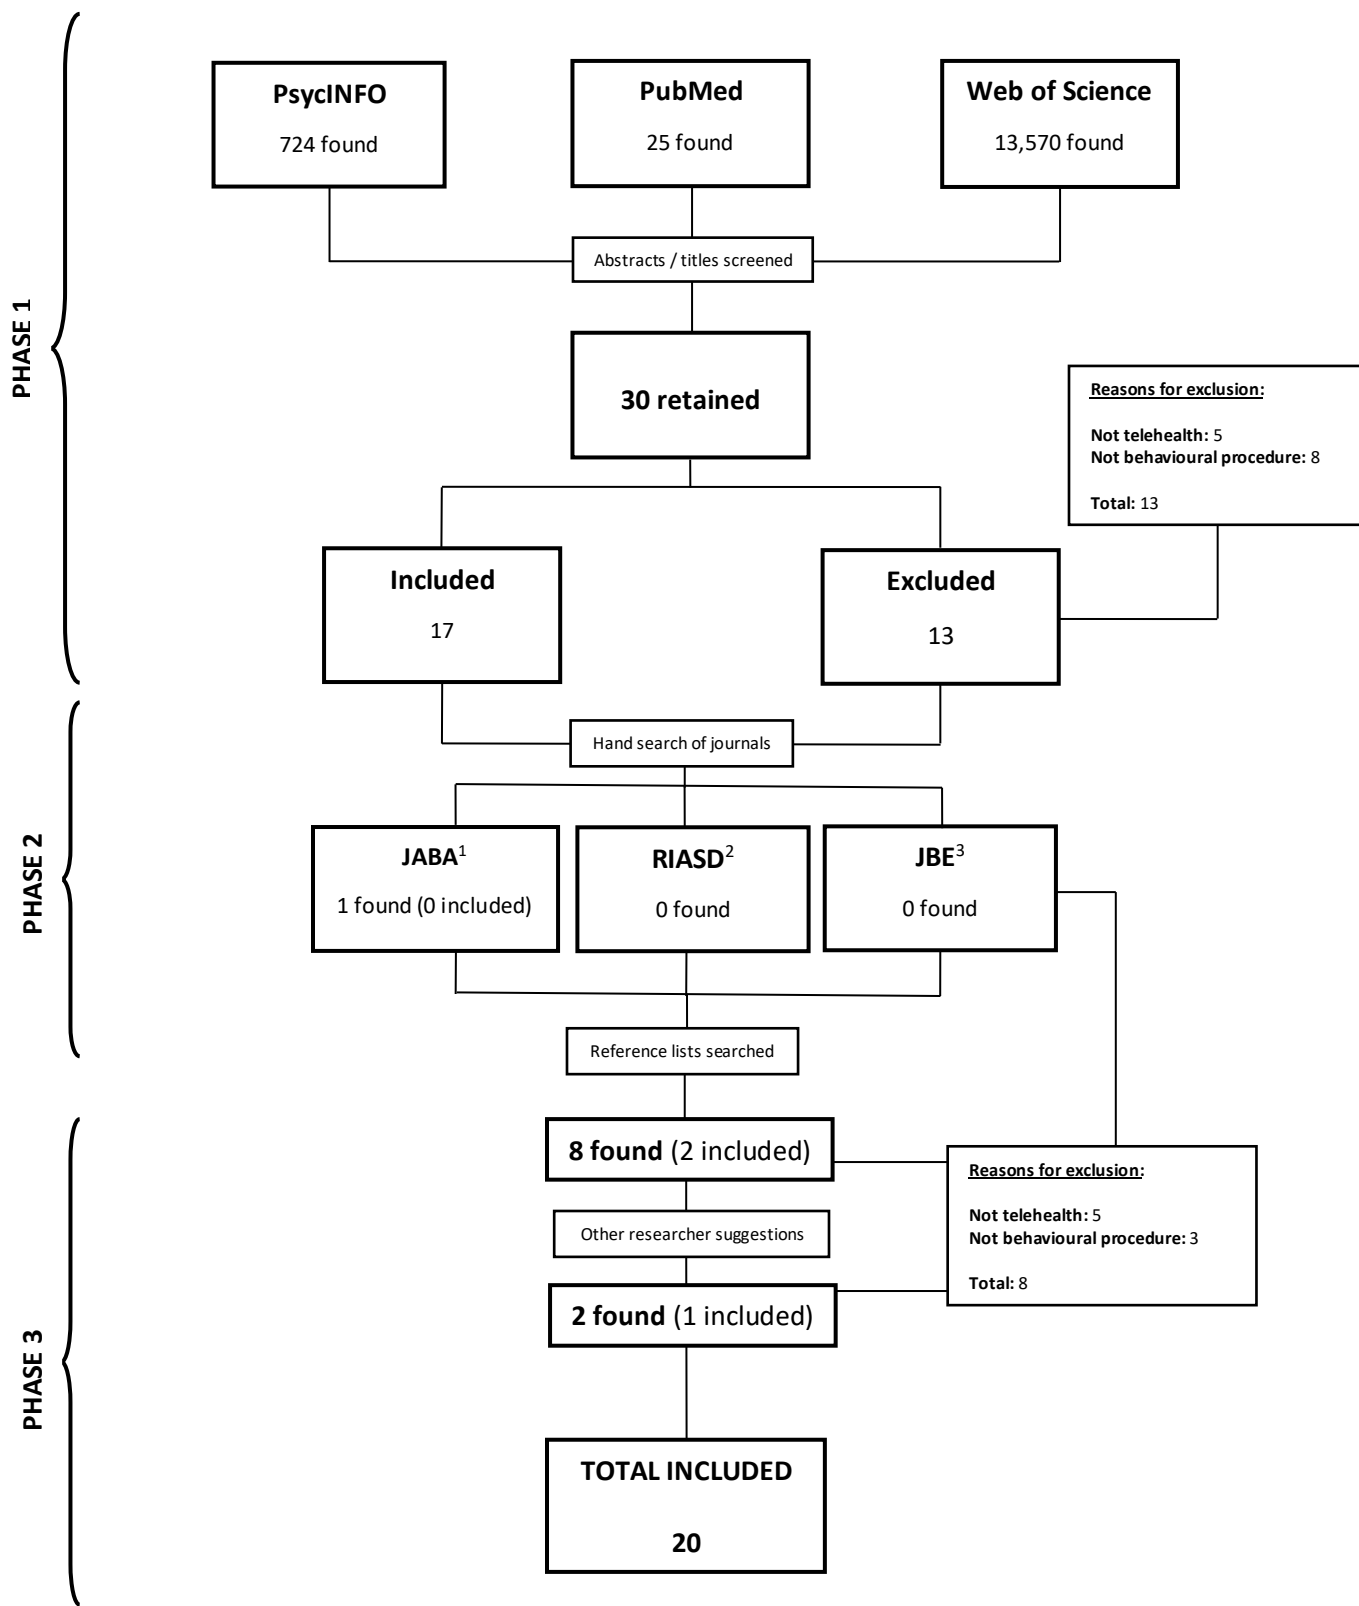 PHASE 1
PsycINFO
724 found
PubMed
25 found
Web of Science
13,570 found
Abstracts / titles screened
30 retained
Reasons for exclusion:
Not telehealth: 5
Not behavioural procedure: 8
Total: 13
Included
17
Excluded
13
PHASE 2
Hand search of journals
JABA¹
1 found (0 included)
RIASD²
0 found
JBE³
0 found
Reference lists searched
PHASE 3
8 found (2 included)
Reasons for exclusion:
Not telehealth: 5
Not behavioural procedure: 3
Total: 8
Other researcher suggestions
2 found (1 included)
TOTAL INCLUDED
20